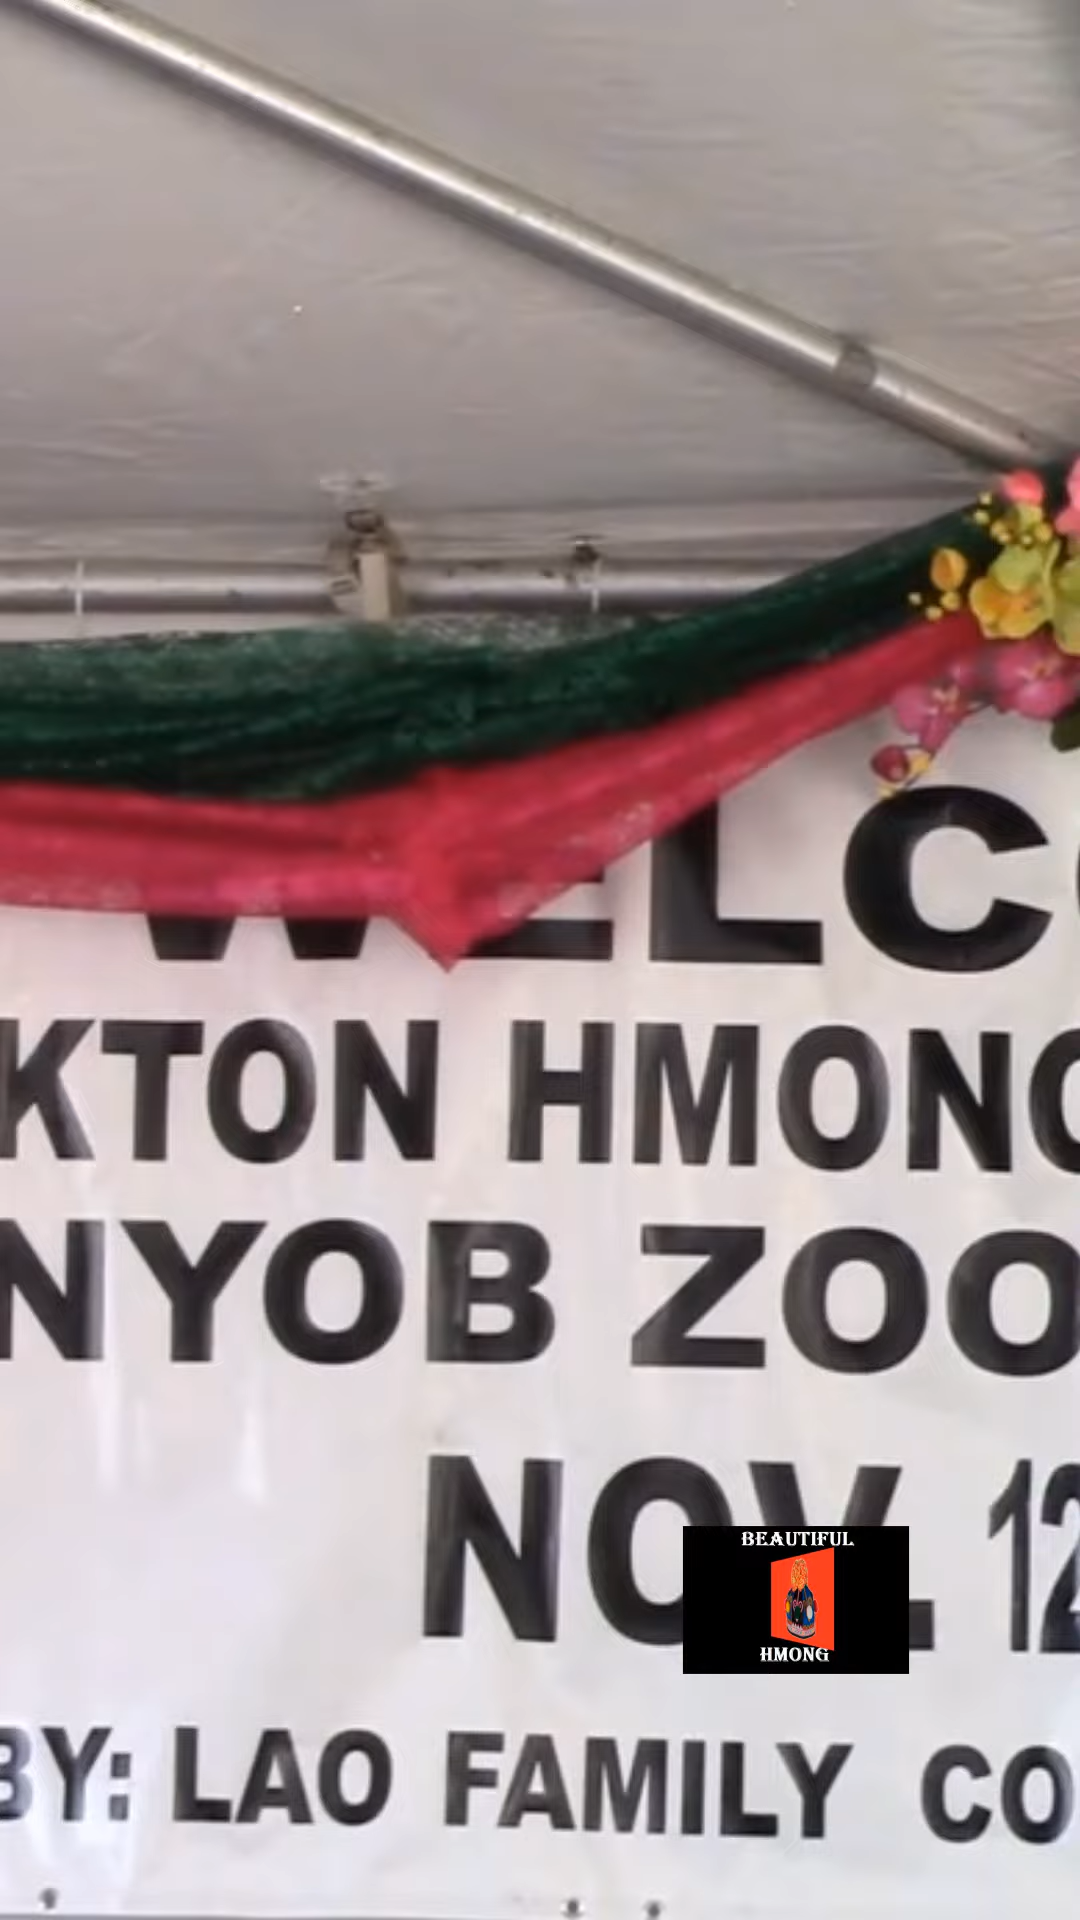 WELC
KTON HMONG
NYOB ZOO
NOV. 12
BEAUTIFUL
HMONG
BY: LAO FAMILY CO